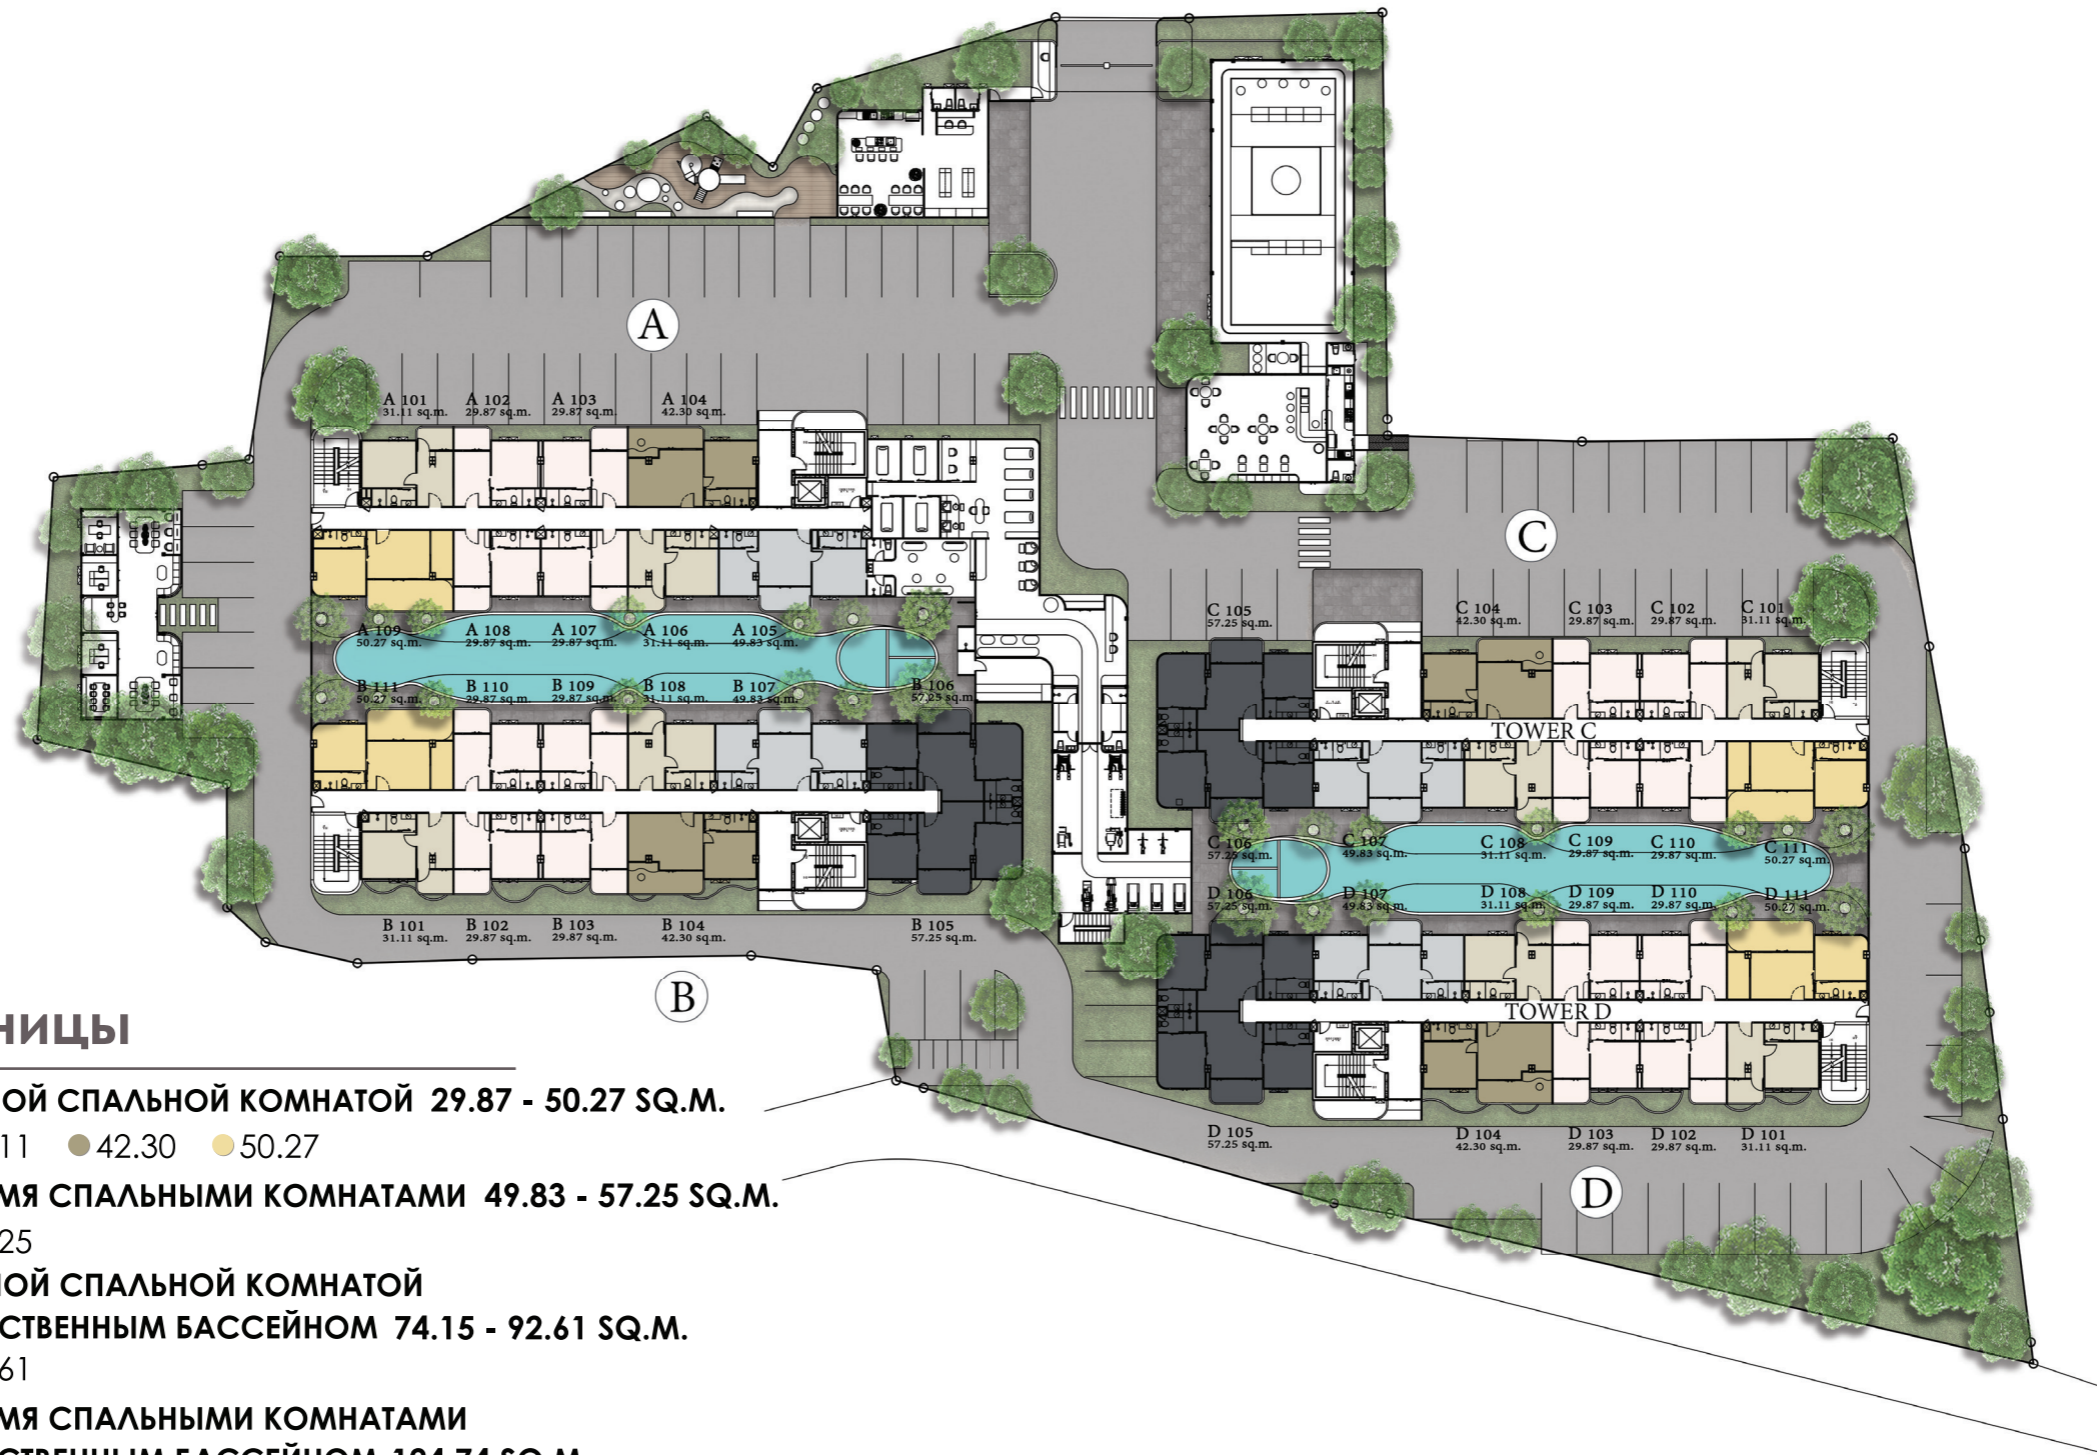 A
A 101
31.11 sq.m.
A 102
29.87 sq.m.
A 103
29.87 sq.m.
A 104
42.30 sq.m.
C
A 109
50.27 sq.m.
A 108
29.87 sq.m.
A 107
29.87 sq.m.
A 106
31.11 sq.m.
A 105
49.83 sq.m.
B 111
50.27 sq.m.
B 110
29.87 sq.m.
B 109
29.87 sq.m.
B 108
31.11 sq.m.
B 107
49.83 sq.m.
B 106
57.25 sq.m.
C 105
57.25 sq.m.
C 104
42.30 sq.m.
C 103
29.87 sq.m.
C 102
29.87 sq.m.
C 101
31.11 sq.m.
TOWER C
C 106
57.25 sq.m.
C 107
49.83 sq.m.
C 108
31.11 sq.m.
C 109
29.87 sq.m.
C 110
29.87 sq.m.
C 111
50.27 sq.m.
D 106
57.25 sq.m.
D 107
49.83 sq.m.
D 108
31.11 sq.m.
D 109
29.87 sq.m.
D 110
29.87 sq.m.
D 111
50.27 sq.m.
B 101
31.11 sq.m.
B 102
29.87 sq.m.
B 103
29.87 sq.m.
B 104
42.30 sq.m.
B 105
57.25 sq.m.
B
TOWER D
D 105
57.25 sq.m.
D 104
42.30 sq.m.
D 103
29.87 sq.m.
D 102
29.87 sq.m.
D 101
31.11 sq.m.
D
НИЦЫ
ОЙ СПАЛЬНОЙ КОМНАТОЙ 29.87 - 50.27 SQ.M.
11 42.30 50.27
МЯ СПАЛЬНЫМИ КОМНАТАМИ 49.83 - 57.25 SQ.M.
25
ОЙ СПАЛЬНОЙ КОМНАТОЙ
СТВЕННЫМ БАССЕЙНОМ 74.15 - 92.61 SQ.M.
61
МЯ СПАЛЬНЫМИ КОМНАТАМИ
СТВЕННЫМ БАССЕЙНОМ 124.74 SQ.M.